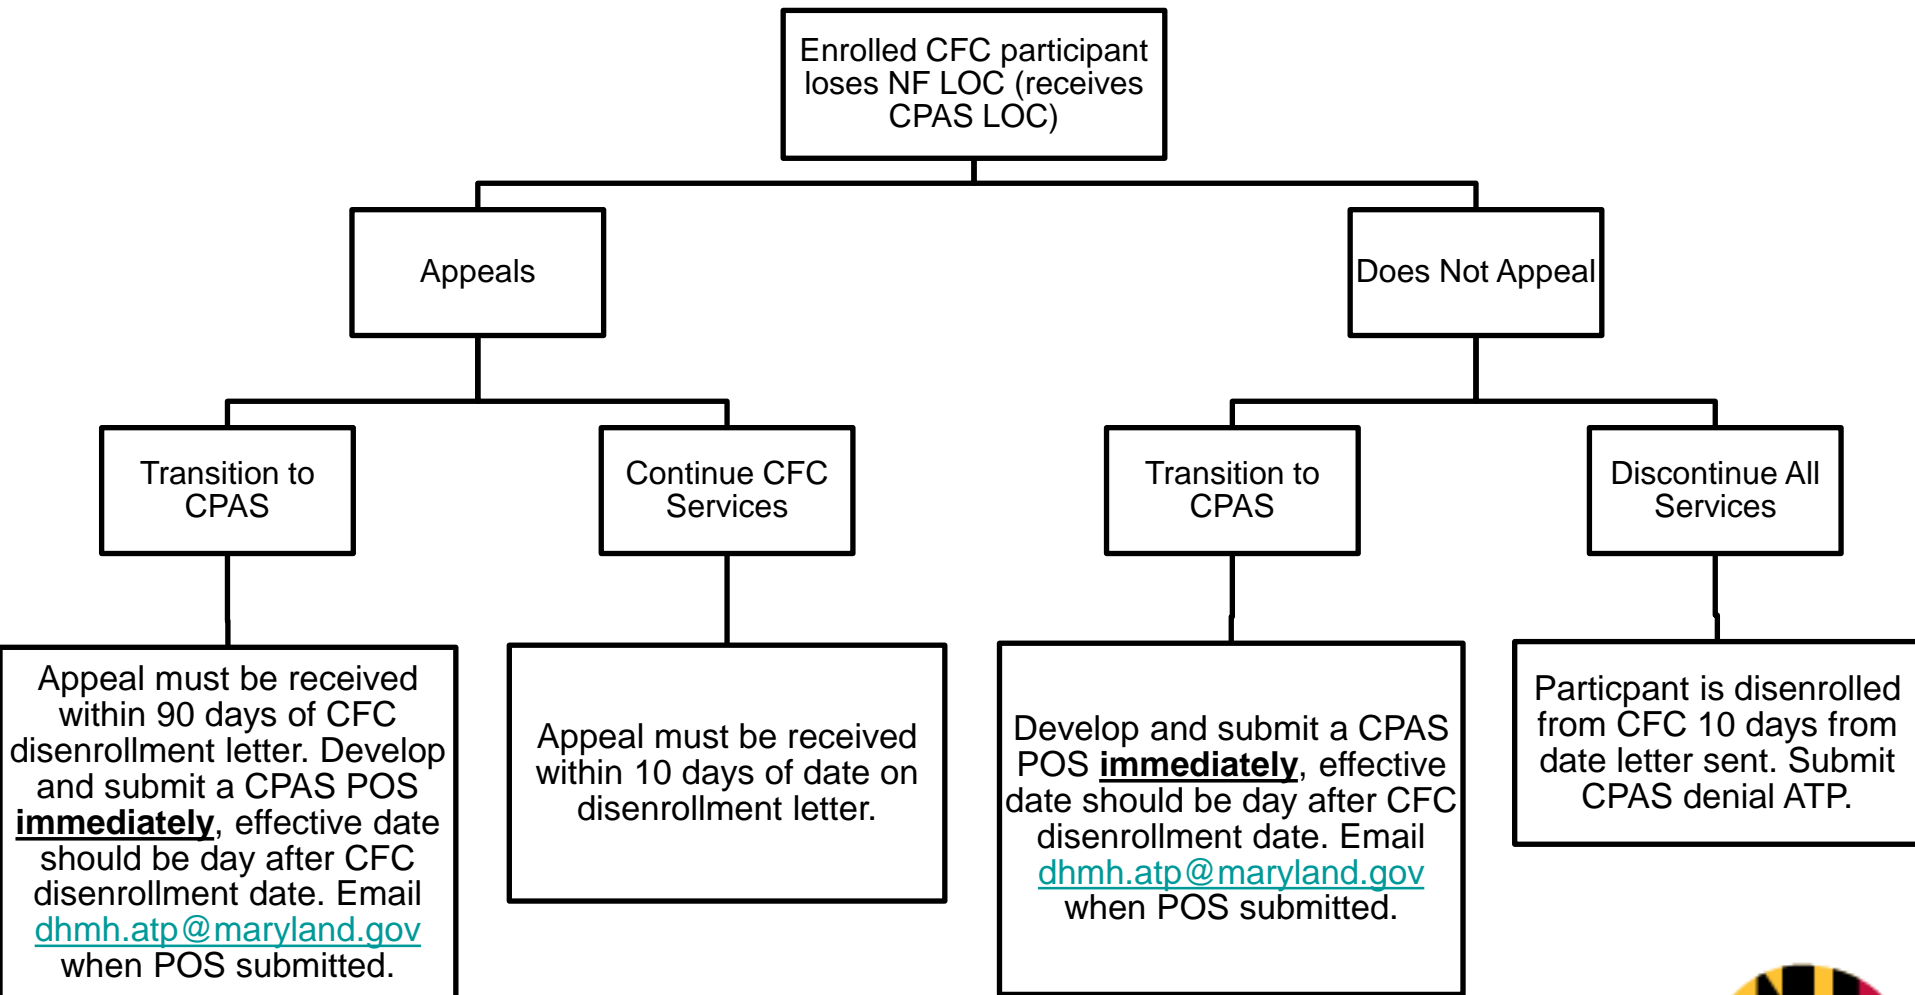 Enrolled CFC participant
loses NF LOC (receives
CPAS LOC)
Appeals
Does Not Appeal
Transition to
CPAS
Continue CFC
Services
Transition to
CPAS
Discontinue All
Services
Appeal must be received
within 90 days of CFC
disenrollment letter. Develop
and submit a CPAS POS
immediately, effective date
should be day after CFC
disenrollment date. Email
dhmh.atp@maryland.gov
when POS submitted.
Appeal must be received
within 10 days of date on
disenrollment letter.
Develop and submit a CPAS
POS immediately, effective
date should be day after CFC
disenrollment date. Email
dhmh.atp@maryland.gov
when POS submitted.
Particpant is disenrolled
from CFC 10 days from
date letter sent. Submit
CPAS denial ATP.